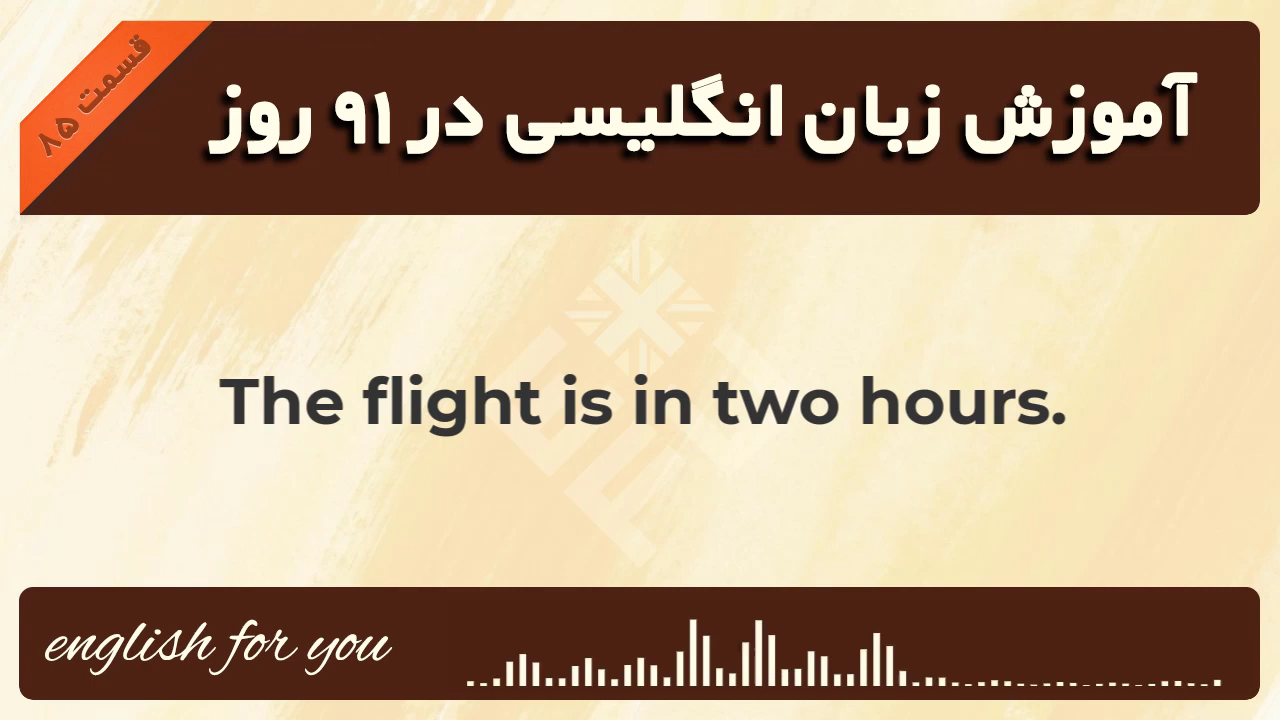 آموزش زبان انگلیسی در ۹۱ روز
قسمت ۸۵
The flight is in two hours.
english for you